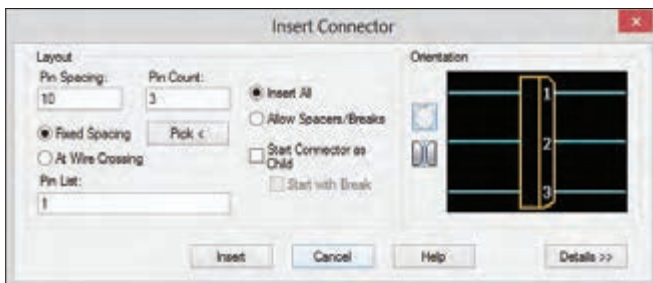 Insert Connector
Layout
Pin Spacing:
Pin Count:
10
3
Fixed Spacing
Pick <
At Wire Crossing
Pin List:
1
Insert All
Allow Spacers/Breaks
Start Connector as
Child
Start with Break
Orientation
1
2
3
Insert
Cancel
Help
Details >>